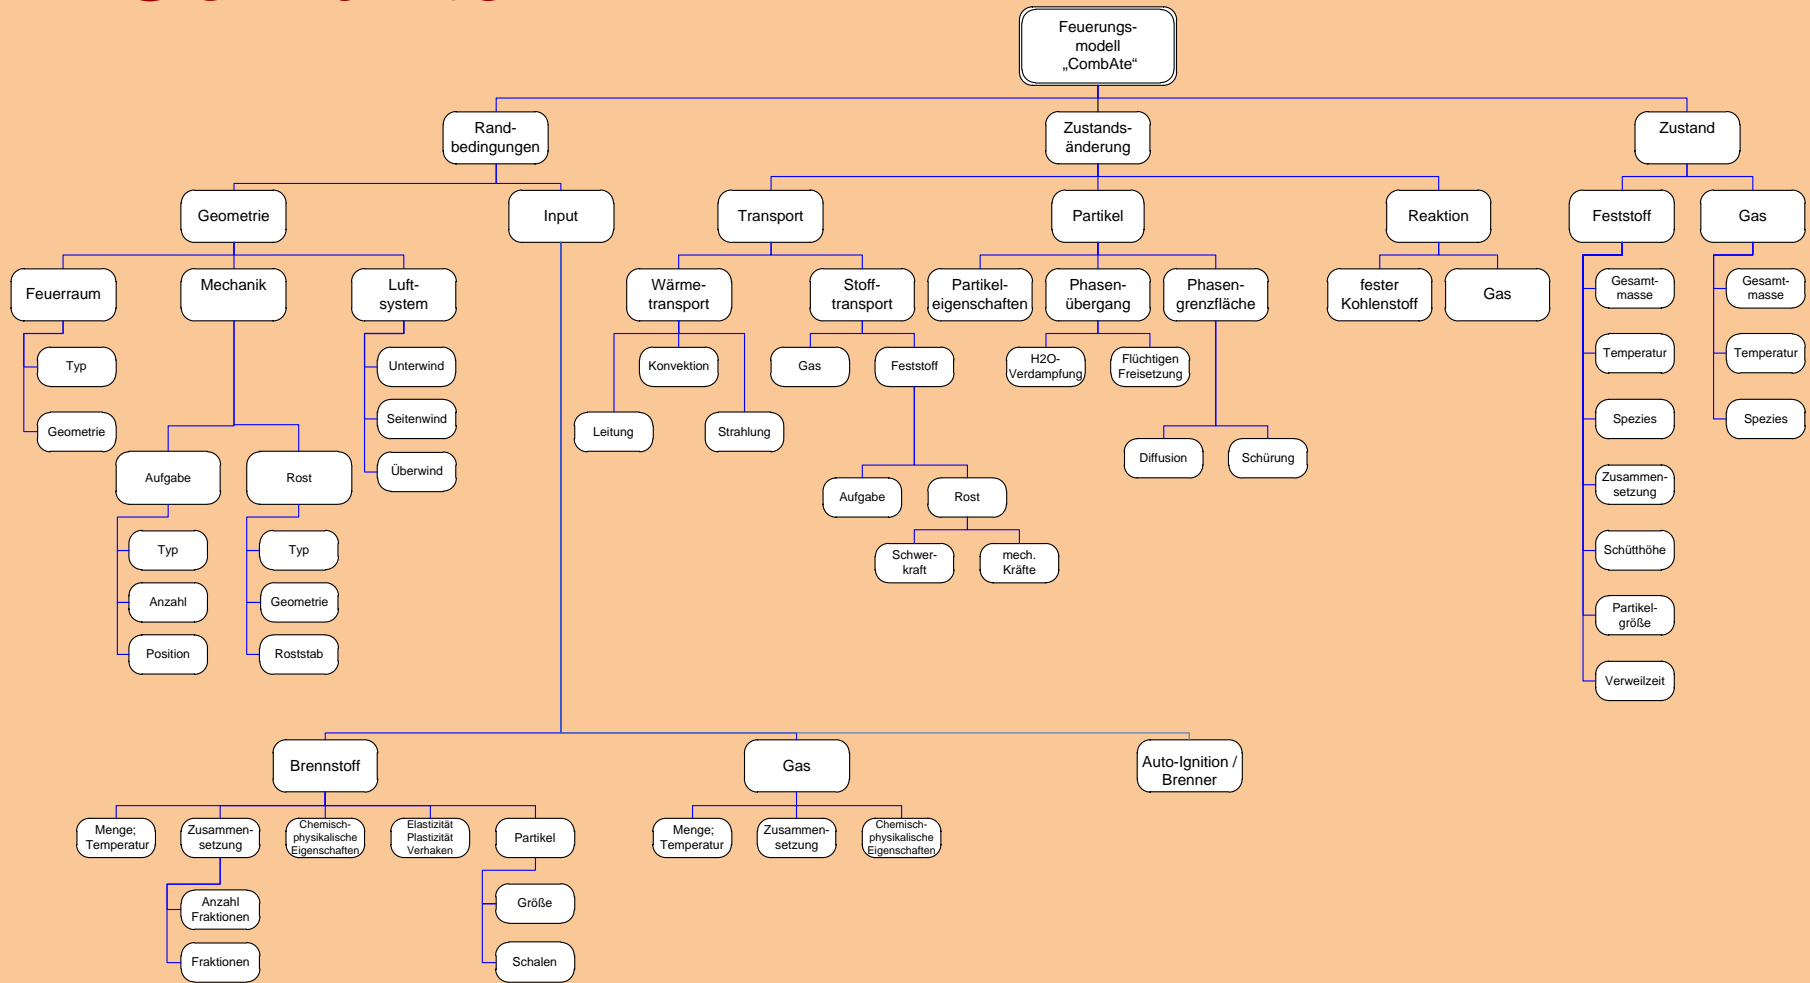 Feuerungs-
modell
„CombAte“
Rand-
bedingungen
Zustands-
änderung
Zustand
Geometrie
Input
Transport
Partikel
Reaktion
Feststoff
Gas
Feuerraum
Mechanik
Luft-
system
Wärme-
transport
Stoff-
transport
Partikel-
eigenschaften
Phasen-
übergang
Phasen-
grenzfläche
fester
Kohlenstoff
Gas
Gesamt-
masse
Gesamt-
masse
Typ
Unterwind
Konvektion
Gas
Feststoff
H2O-
Verdampfung
Flüchtigen
Freisetzung
Temperatur
Temperatur
Geometrie
Seitenwind
Leitung
Strahlung
Spezies
Spezies
Überwind
Diffusion
Schürung
Aufgabe
Rost
Aufgabe
Rost
Zusammen-
setzung
Typ
Typ
Schwer-
kraft
mech.
Kräfte
Schütthöhe
Anzahl
Geometrie
Partikel-
größe
Position
Roststab
Verweilzeit
Brennstoff
Gas
Auto-Ignition /
Brenner
Menge;
Temperatur
Zusammen-
setzung
Chemisch-
physikalische
Eigenschaften
Elastizität
Plastizität
Verhaken
Partikel
Menge;
Temperatur
Zusammen-
setzung
Chemisch-
physikalische
Eigenschaften
Anzahl
Fraktionen
Größe
Fraktionen
Schalen